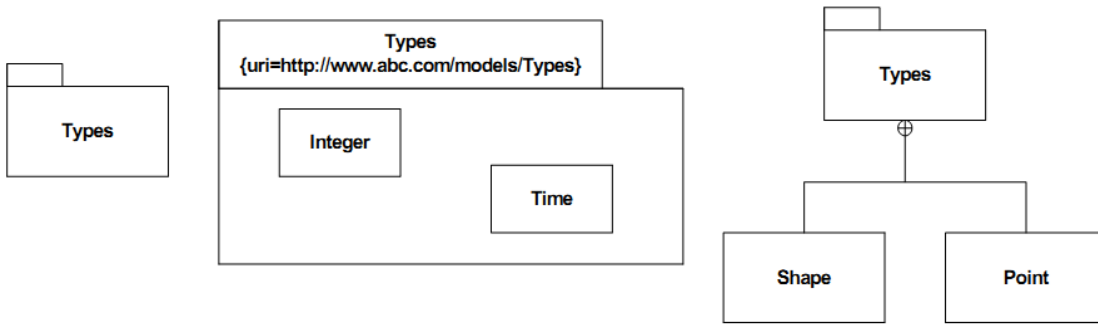 Types
Types
{uri=http://www.abc.com/models/Types}
Integer
Time
Types
Shape
Point